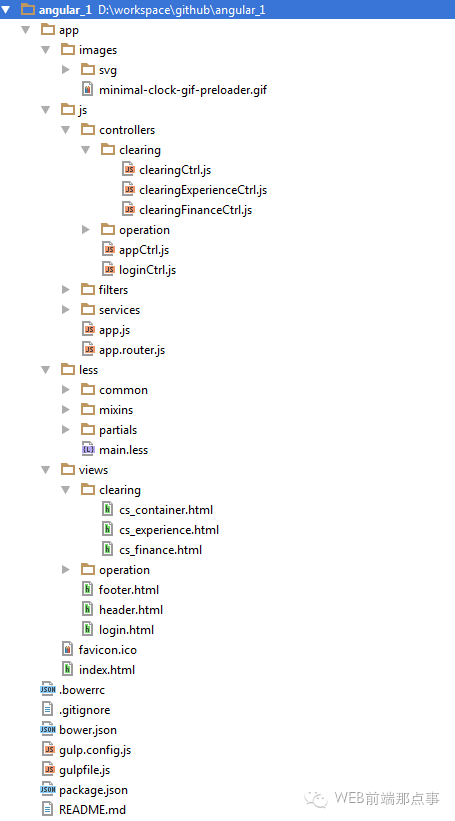 angular_1 D:\workspace\github\angular_1
app
images
svg
minimal-clock-gif-preloader.gif
js
controllers
clearing
JS clearingCtrl.js
JS clearingExperienceCtrl.js
JS clearingFinanceCtrl.js
operation
JS appCtrl.js
JS loginCtrl.js
filters
services
JS app.js
JS app.router.js
less
common
mixins
partials
{L} main.less
views
clearing
h cs_container.html
h cs_experience.html
h cs_finance.html
operation
h footer.html
h header.html
h login.html
favicon.ico
h index.html
JSON .bowerrc
.gitignore
JSON bower.json
JS gulp.config.js
JS gulpfile.js
JSON package.json
README.md
WEB前端那点事